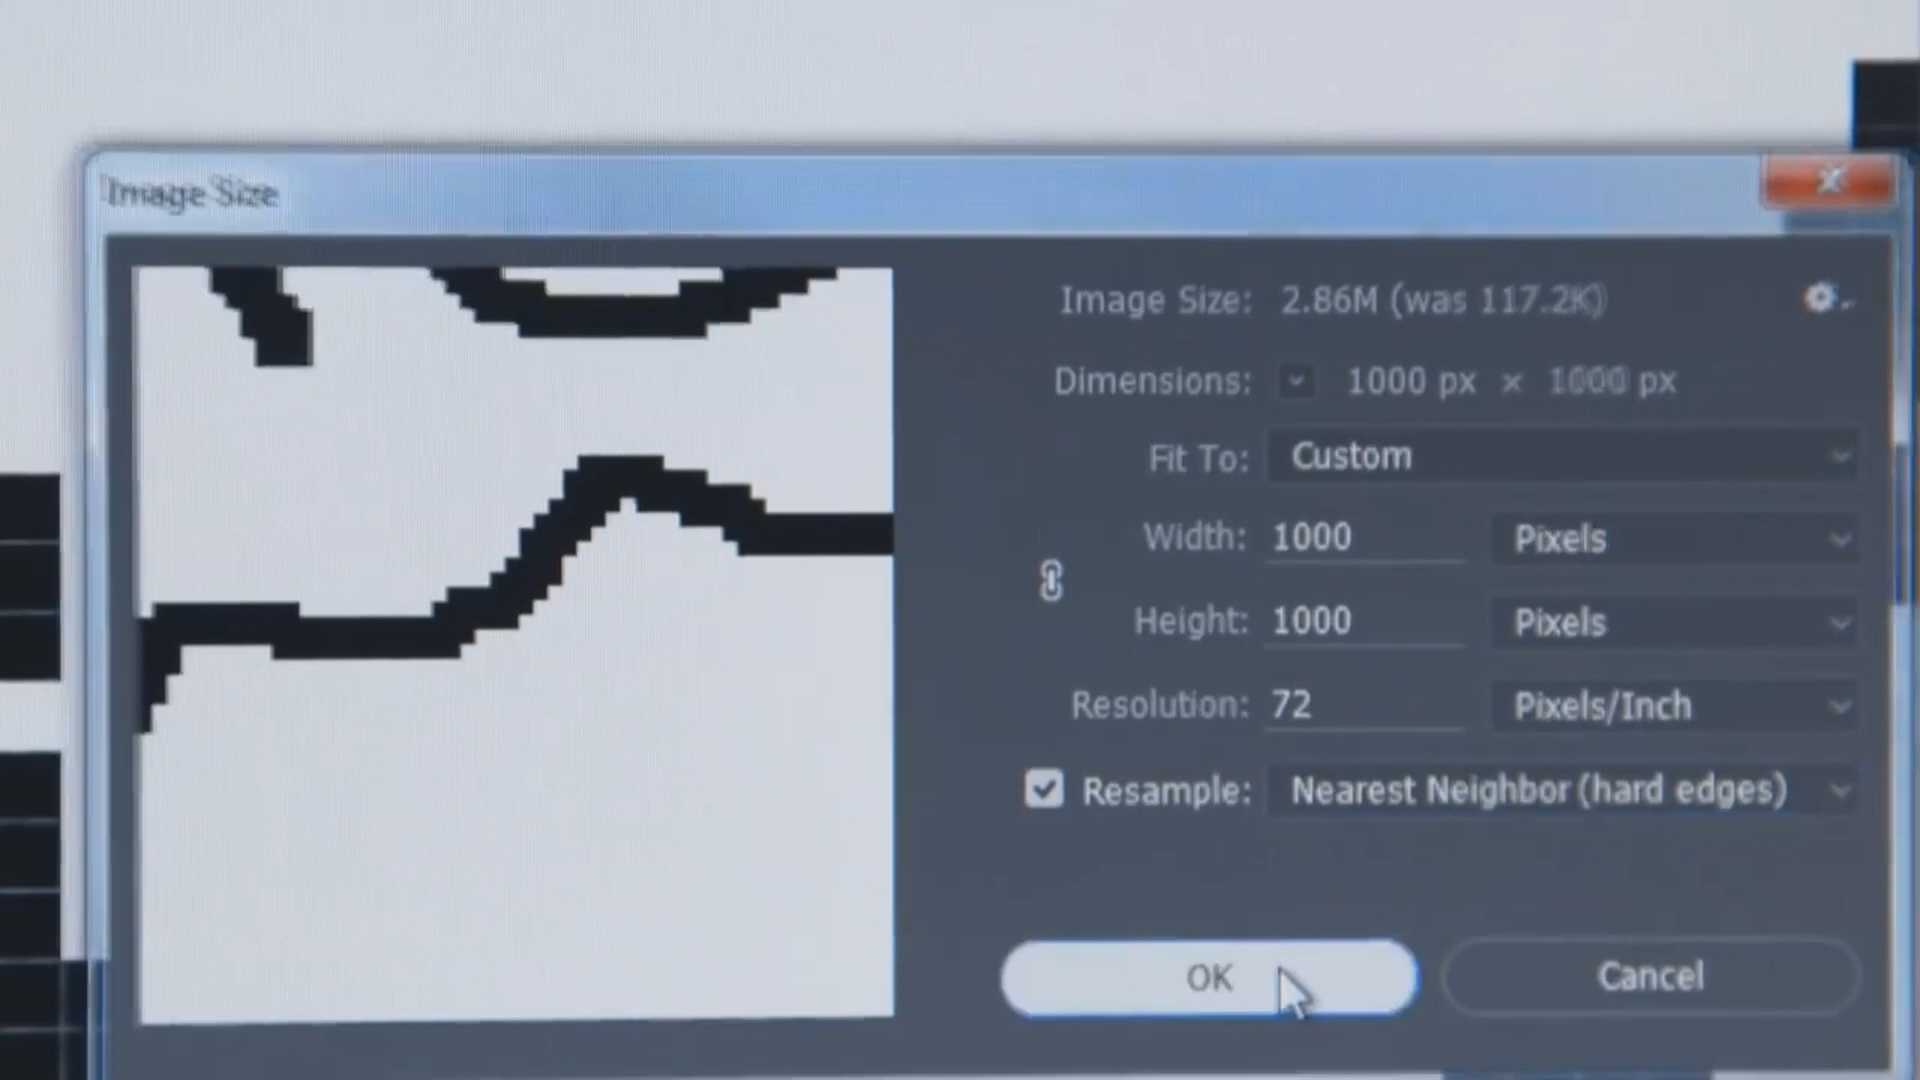 Image Size
Image Size: 2.86M (was 117.2K)
Dimensions: 1000 px × 1000 px
Fit To: Custom
Width: 1000 Pixels
Height: 1000 Pixels
Resolution: 72 Pixels/Inch
Resample: Nearest Neighbor (hard edges)
OK Cancel